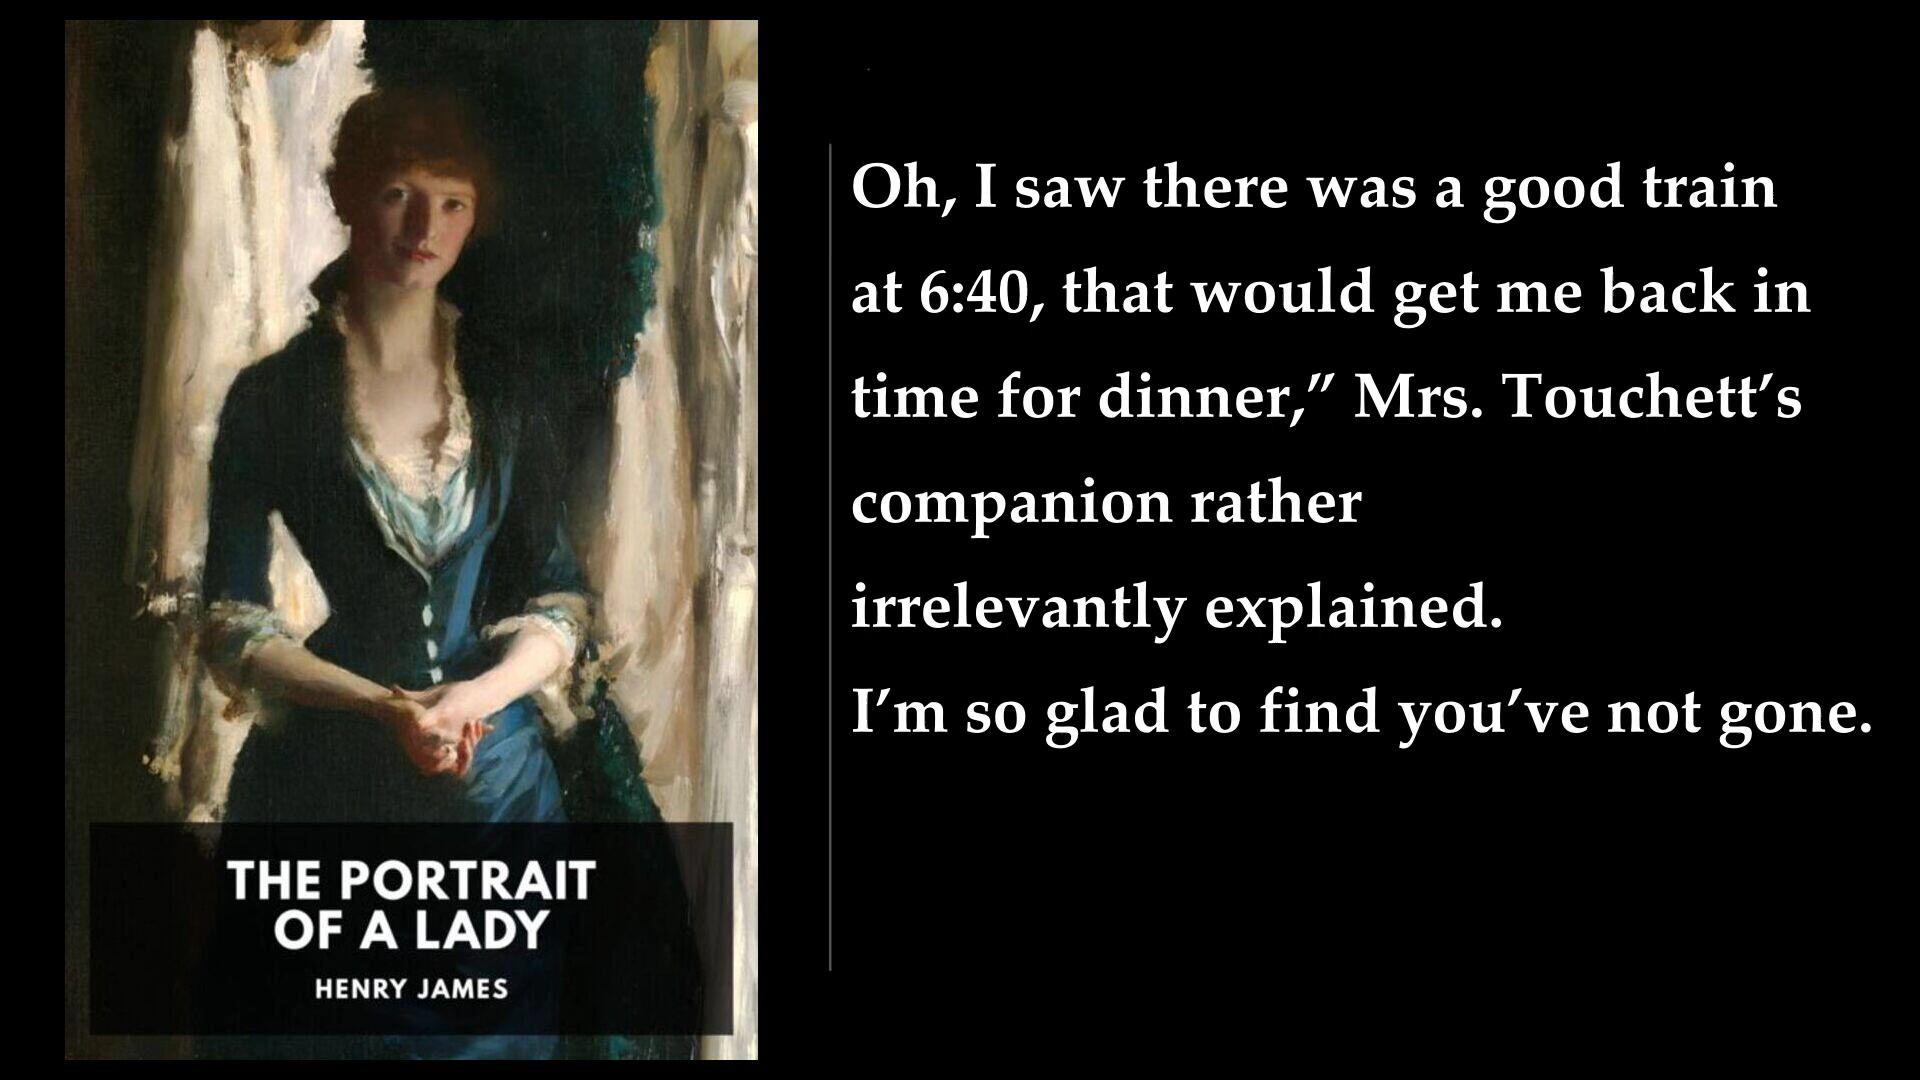 Oh, I saw there was a good train
at 6:40, that would get me back in
time for dinner,” Mrs. Touchett’s
companion rather
irrelevantly explained.
I’m so glad to find you’ve not gone.
THE PORTRAIT
OF A LADY
HENRY JAMES